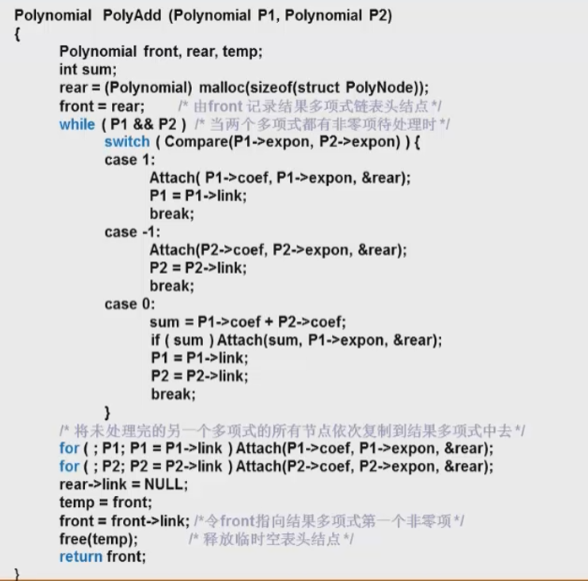 Polynomial PolyAdd (Polynomial P1, Polynomial P2)
{
Polynomial front, rear, temp;
int sum;
rear = (Polynomial) malloc(sizeof(struct PolyNode));
front = rear; /* 由front 记录结果多项式链表头结点 */
while ( P1 && P2 ) /* 当两个多项式都有非零项待处理时 */
switch ( Compare(P1->expon, P2->expon) ) {
case 1:
Attach( P1->coef, P1->expon, &rear);
P1 = P1->link;
break;
case -1:
Attach(P2->coef, P2->expon, &rear);
P2 = P2->link;
break;
case 0:
sum = P1->coef + P2->coef;
if ( sum ) Attach(sum, P1->expon, &rear);
P1 = P1->link;
P2 = P2->link;
break;
}
/* 将未处理完的另一个多项式的所有节点依次复制到结果多项式中去 */
for ( ; P1; P1 = P1->link ) Attach(P1->coef, P1->expon, &rear);
for ( ; P2; P2 = P2->link ) Attach(P2->coef, P2->expon, &rear);
rear->link = NULL;
temp = front;
front = front->link; /*令front指向结果多项式第一个非零项 */
free(temp); /* 释放临时空表头结点 */
return front;
}